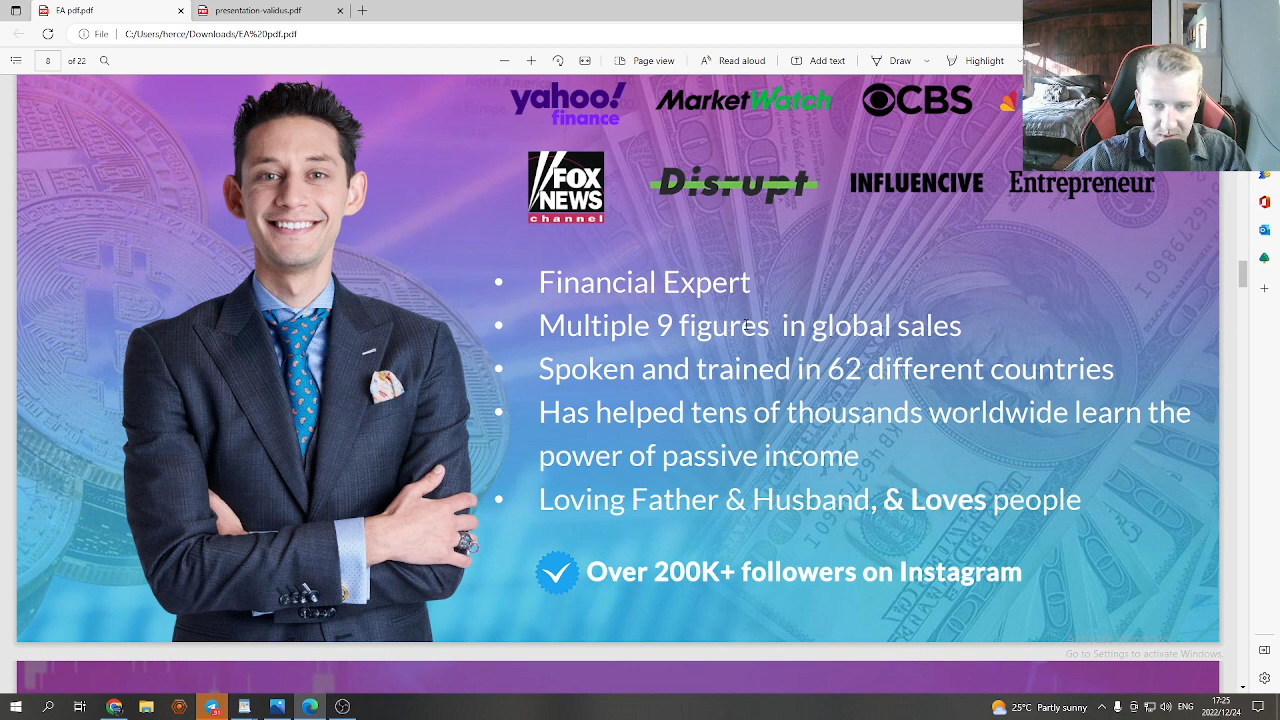 EA pdf.pdf
presentation-validus.pdf
File
C:/Users/herce/Downloads/EA%20pdf.pdf
8 of 22
Page view
Read aloud
Add text
Draw
Highlight
yahoo!
finance
MarketWatch
CBS
FOX
NEWS
channel
Disrupt
INFLUENCIVE
Entrepreneur
• Financial Expert
• Multiple 9 figures in global sales
• Spoken and trained in 62 different countries
• Has helped tens of thousands worldwide learn the
power of passive income
• Loving Father & Husband, & Loves people
Over 200K+ followers on Instagram
Go to Settings to activate Windows.
25°C Partly sunny
17:25
2022/12/24